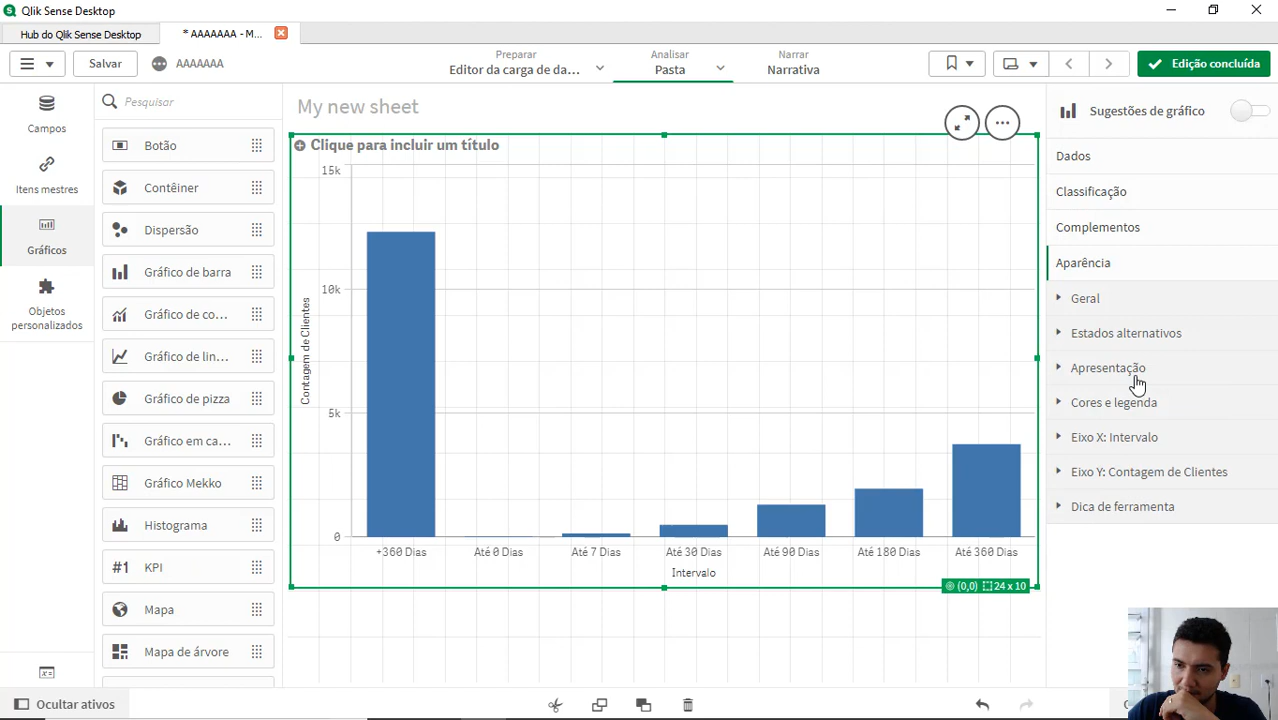 Qlik Sense Desktop
Hub do Qlik Sense Desktop
* AAAAAAA - M...
Salvar
AAAAAAA
Preparar
Editor da carga de da...
Analisar
Pasta
Narrar
Narrativa
Edição concluída
Campos
Itens mestres
Gráficos
Objetos
personalizados
Pesquisar
Botão
Contêiner
Dispersão
Gráfico de barra
Gráfico de co...
Gráfico de lin...
Gráfico de pizza
Gráfico em ca...
Gráfico Mekko
Histograma
#1 KPI
Mapa
Mapa de árvore
My new sheet
Clique para incluir um título
15k
10k
5k
0
Contagem de Clientes
+360 Dias
Até 0 Dias
Até 7 Dias
Até 30 Dias
Até 90 Dias
Até 180 Dias
Até 360 Dias
Intervalo
(0,0) 24 x 10
Sugestões de gráfico
Dados
Classificação
Complementos
Aparência
Geral
Estados alternativos
Apresentação
Cores e legenda
Eixo X: Intervalo
Eixo Y: Contagem de Clientes
Dica de ferramenta
Ocultar ativos